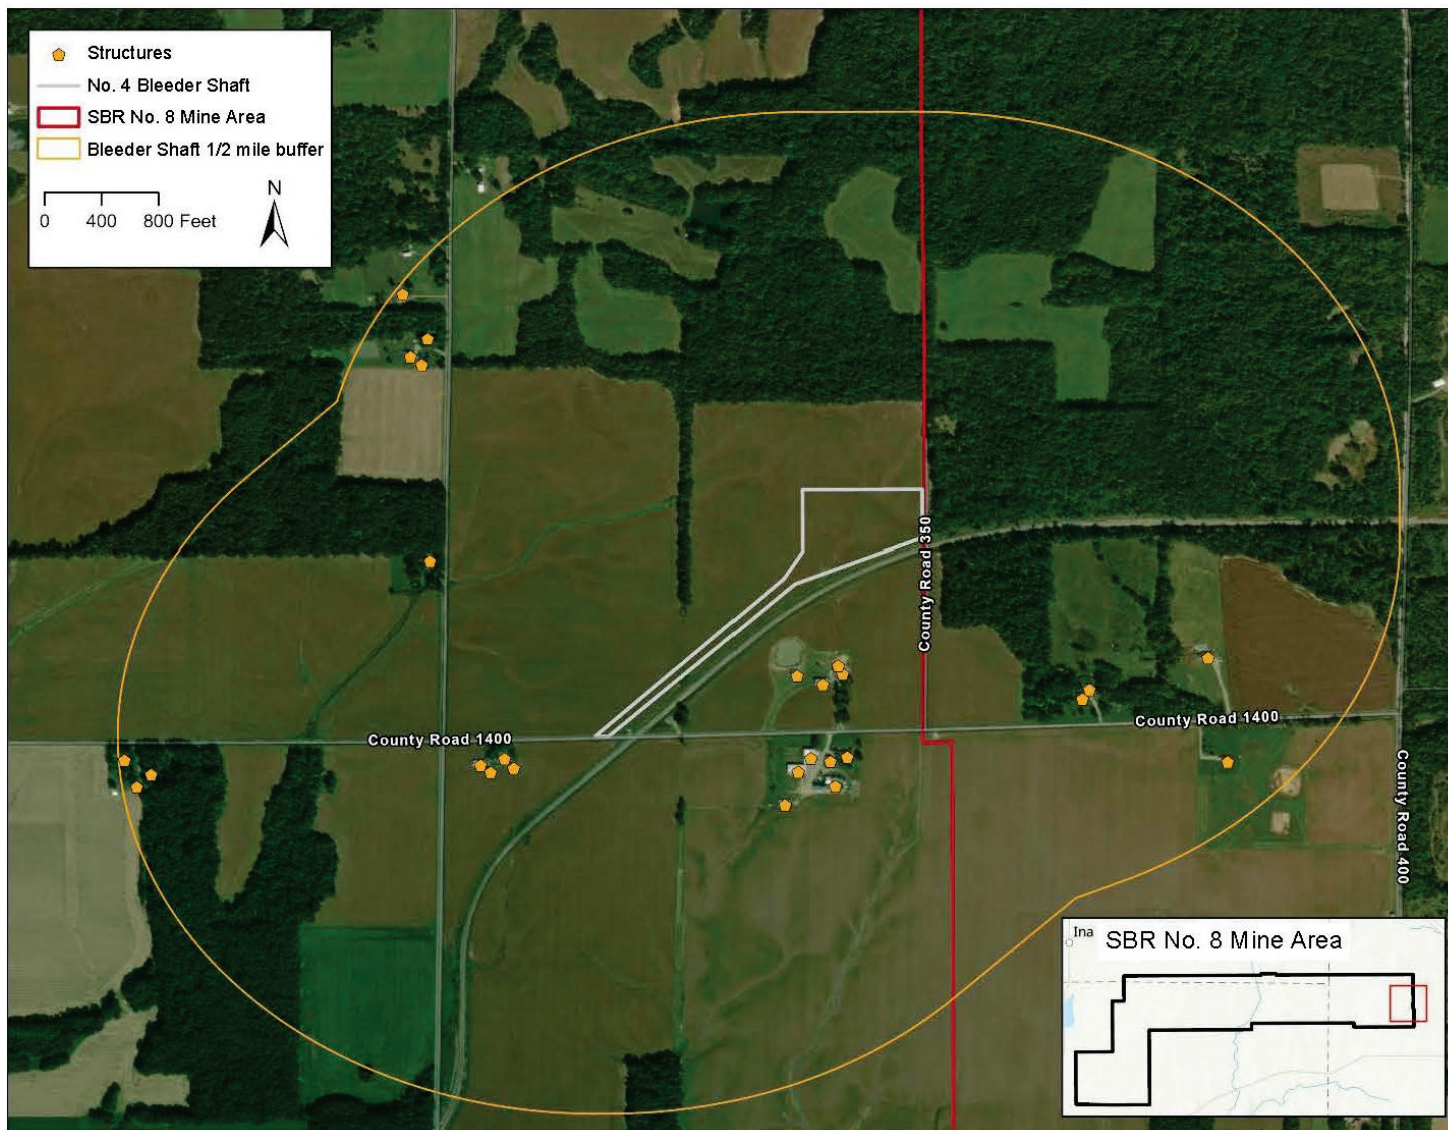 Structures
No. 4 Bleeder Shaft
SBR No. 8 Mine Area
Bleeder Shaft 1/2 mile buffer
N
0 400 800 Feet
County Road 350
County Road 1400
County Road 1400
County Road 400
Ina
SBR No. 8 Mine Area